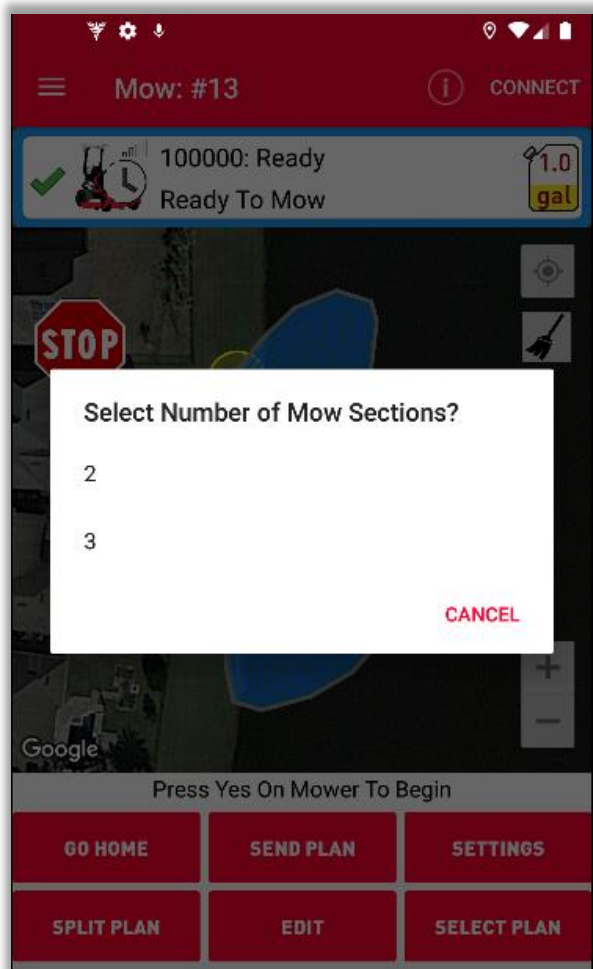 Mow: #13
CONNECT
100000: Ready
Ready To Mow
1.0
gal
STOP
Select Number of Mow Sections?
2
3
CANCEL
+
−
Google
Press Yes On Mower To Begin
GO HOME
SEND PLAN
SETTINGS
SPLIT PLAN
EDIT
SELECT PLAN